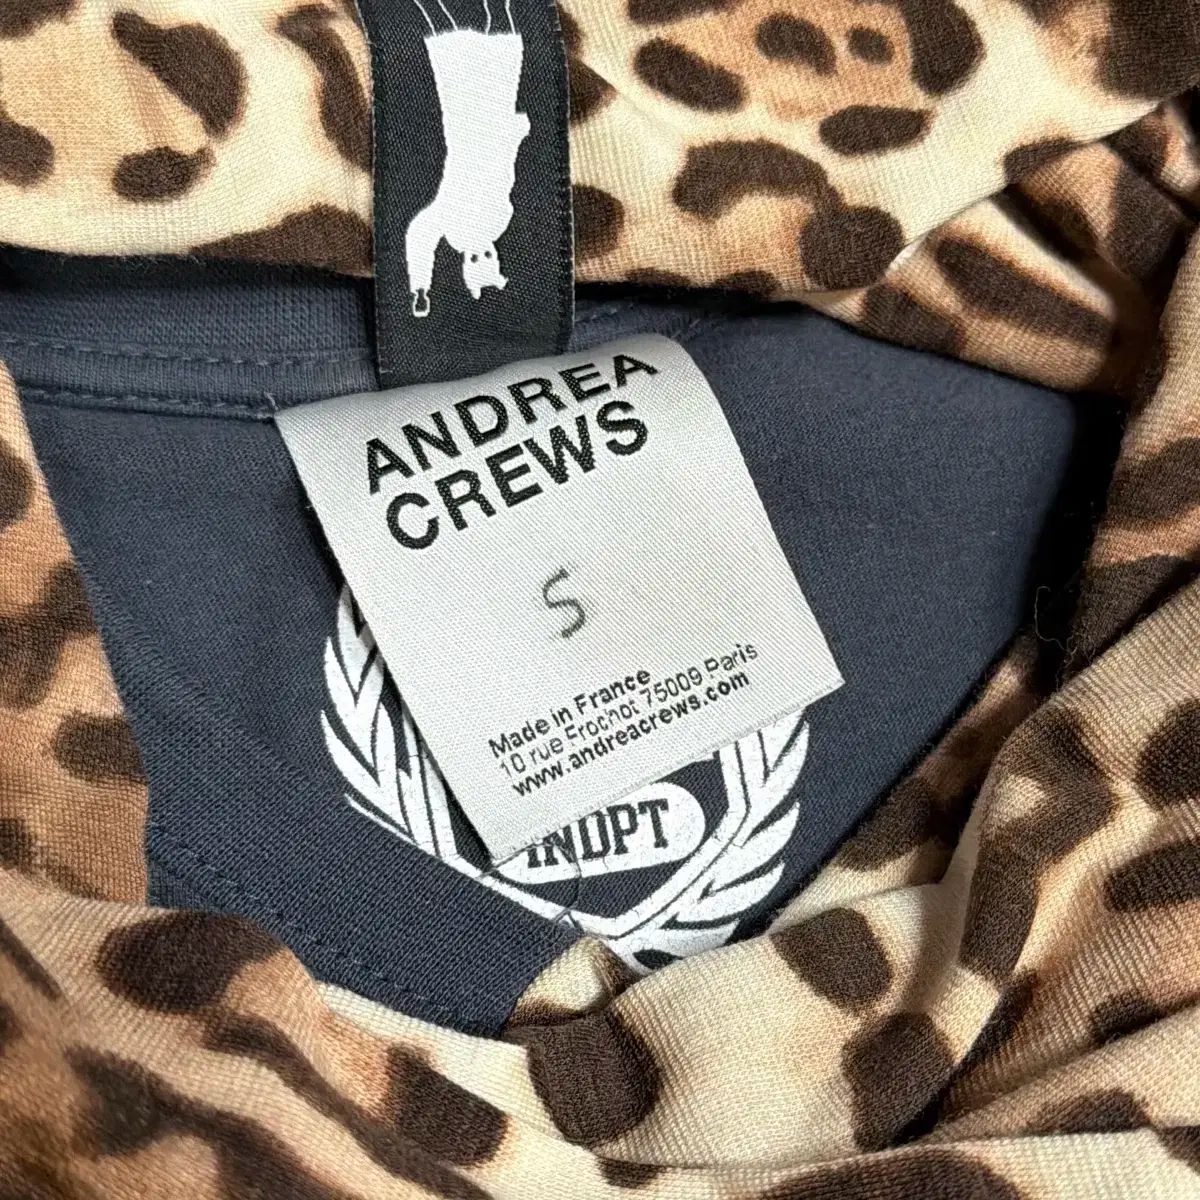 ANDREA
CREWS
S
Made in France
10 rue Frochot 75009 Paris
www.andreacrews.com
INDPT